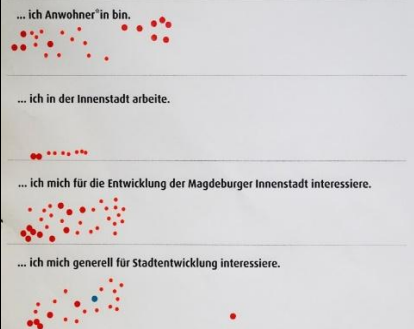 ... ich Anwohner*in bin.
... ich in der Innenstadt arbeite.
... ich mich für die Entwicklung der Magdeburger Innenstadt interessiere.
... ich mich generell für Stadtentwicklung interessiere.